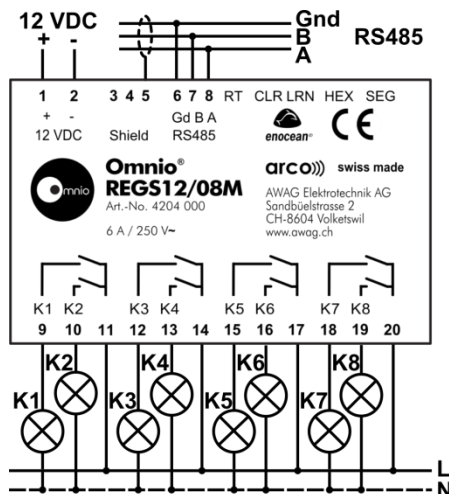 12 VDC Gnd
+ - B RS485
A
1 2 3 4 5 6 7 8 RT CLR LRN HEX SEG
+ - Gd B A
12 VDC Shield RS485 enocean® CE
Omnio Omnio® arco))) swiss made
REGS12/08M AWAG Elektrotechnik AG
Art.-No. 4204 000 Sandbüelstrasse 2
CH-8604 Volketswil
6 A / 250 V~ www.awag.ch
K1 K2 K3 K4 K5 K6 K7 K8
9 10 11 12 13 14 15 16 17 18 19 20
K2 K4 K6 K8
K1 K3 K5 K7
L
N